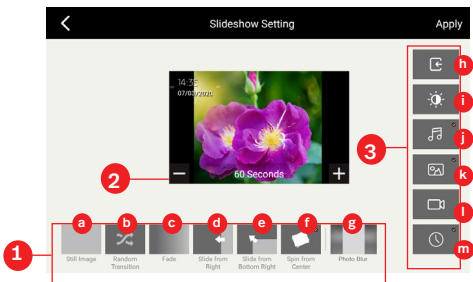 Slideshow Setting
Apply
14:35
07/03/2020
60 Seconds
2
3
h
i
j
k
l
m
1
a
b
c
d
e
f
g
Still Image
Random
Transition
Fade
Slide from
Right
Slide from
Bottom Right
Spin from
Center
Photo Blur